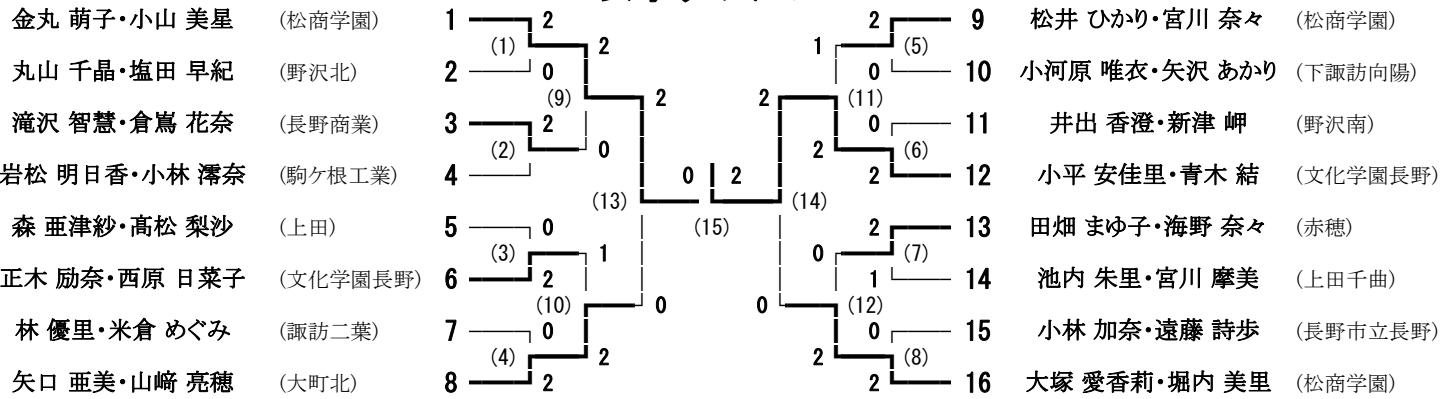 金丸 萌子・小山 美星 (松商学園) 1 2 2 9 松井 ひかり・宮川 奈々 (松商学園)
(1) 2 1 (5)
丸山 千晶・塩田 早紀 (野沢北) 2 0 0 10 小河原 唯衣・矢沢 あかり (下諏訪向陽)
(9) 2 2 (11)
滝沢 智慧・倉嶌 花奈 (長野商業) 3 2 0 11 井出 香澄・新津 岬 (野沢南)
(2) 0 2 (6)
岩松 明日香・小林 澪奈 (駒ケ根工業) 4 0 2 2 12 小平 安佳里・青木 結 (文化学園長野)
(13) (14)
森 亜津紗・髙松 梨沙 (上田) 5 0 (15) 2 13 田畑 まゆ子・海野 奈々 (赤穂)
(3) 1 0 (7)
正木 励奈・西原 日菜子 (文化学園長野) 6 2 1 14 池内 朱里・宮川 摩美 (上田千曲)
(10) 0 0 (12)
林 優里・米倉 めぐみ (諏訪二葉) 7 0 0 15 小林 加奈・遠藤 詩歩 (長野市立長野)
(4) 2 2 (8)
矢口 亜美・山﨑 亮穂 (大町北) 8 2 2 16 大塚 愛香莉・堀内 美里 (松商学園)